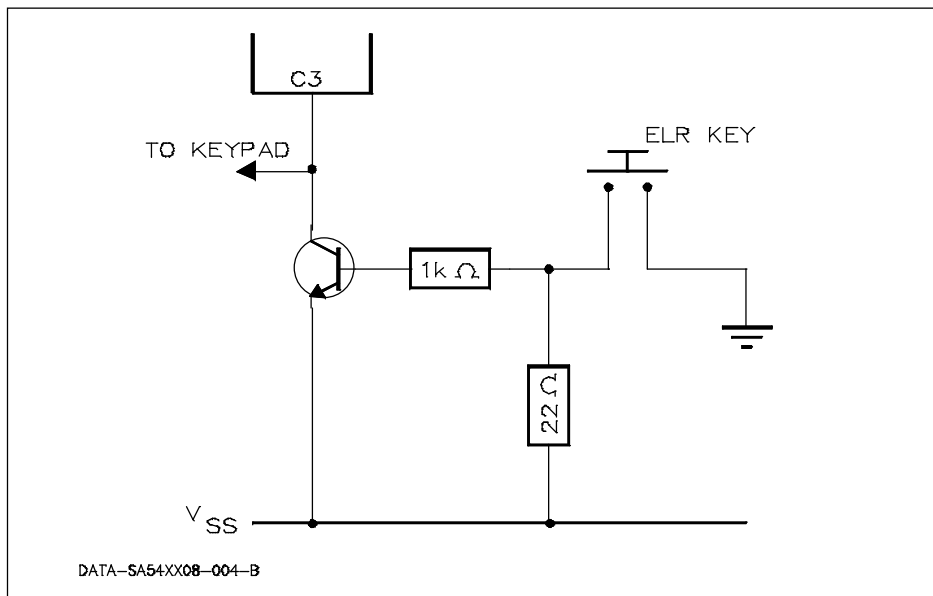 C3
TO KEYPAD
ELR KEY
1k Ω
22 Ω
VSS
DATA-SA54XX08-004-B